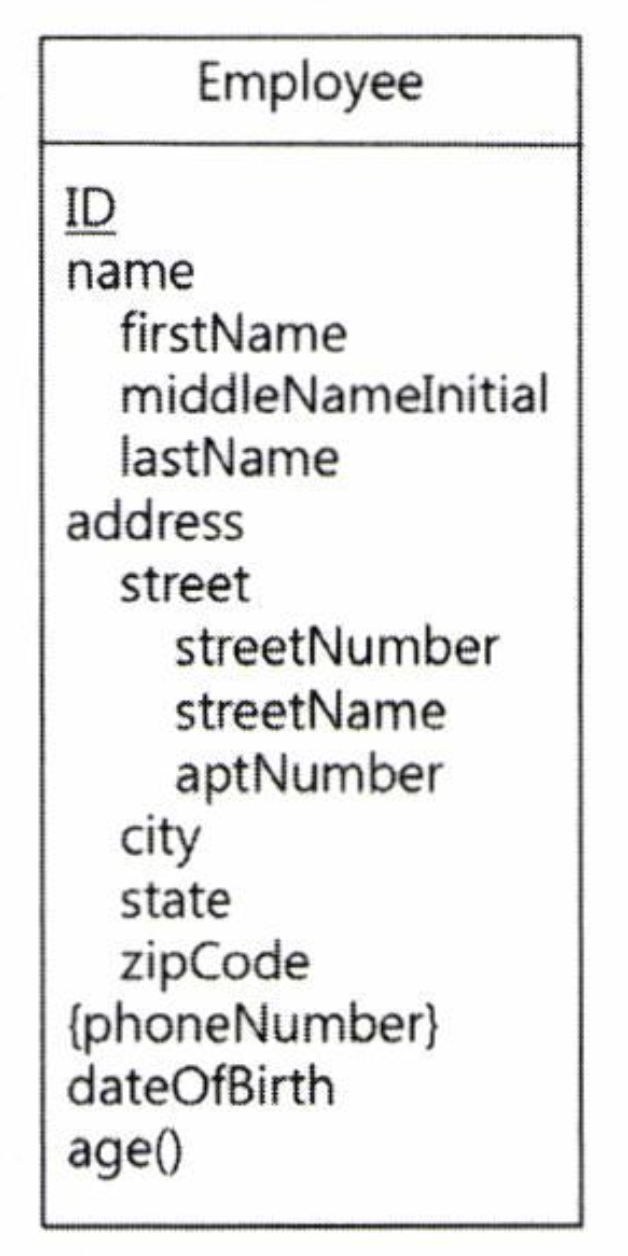 Employee
ID
name
firstName
middleNameInitial
lastName
address
street
streetNumber
streetName
aptNumber
city
state
zipCode
{phoneNumber}
dateOfBirth
age()